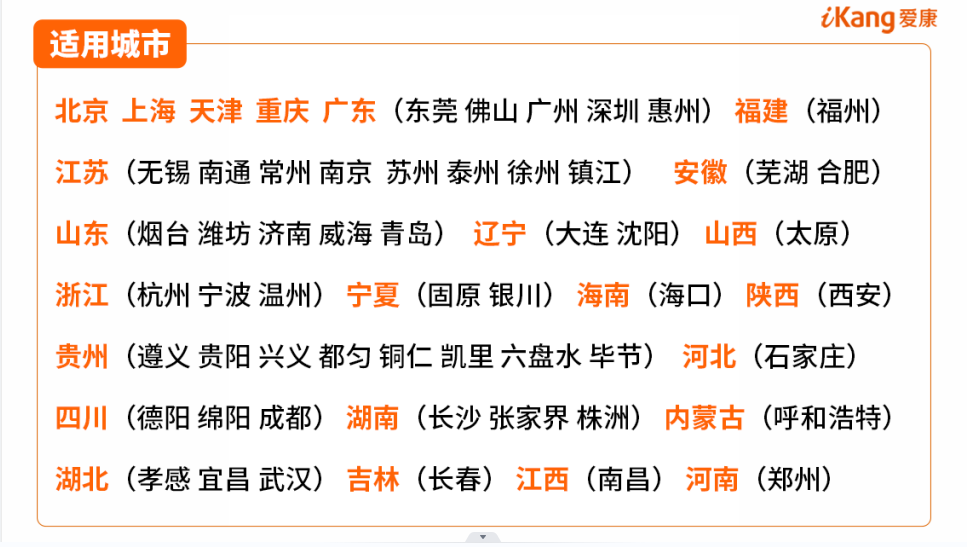 iKang爱康
适用城市
北京 上海 天津 重庆 广东（东莞 佛山 广州 深圳 惠州） 福建（福州）
江苏（无锡 南通 常州 南京 苏州 泰州 徐州 镇江） 安徽（芜湖 合肥）
山东（烟台 潍坊 济南 威海 青岛） 辽宁（大连 沈阳） 山西（太原）
浙江（杭州 宁波 温州） 宁夏（固原 银川） 海南（海口） 陕西（西安）
贵州（遵义 贵阳 兴义 都匀 铜仁 凯里 六盘水 毕节） 河北（石家庄）
四川（德阳 绵阳 成都） 湖南（长沙 张家界 株洲） 内蒙古（呼和浩特）
湖北（孝感 宜昌 武汉） 吉林（长春） 江西（南昌） 河南（郑州）